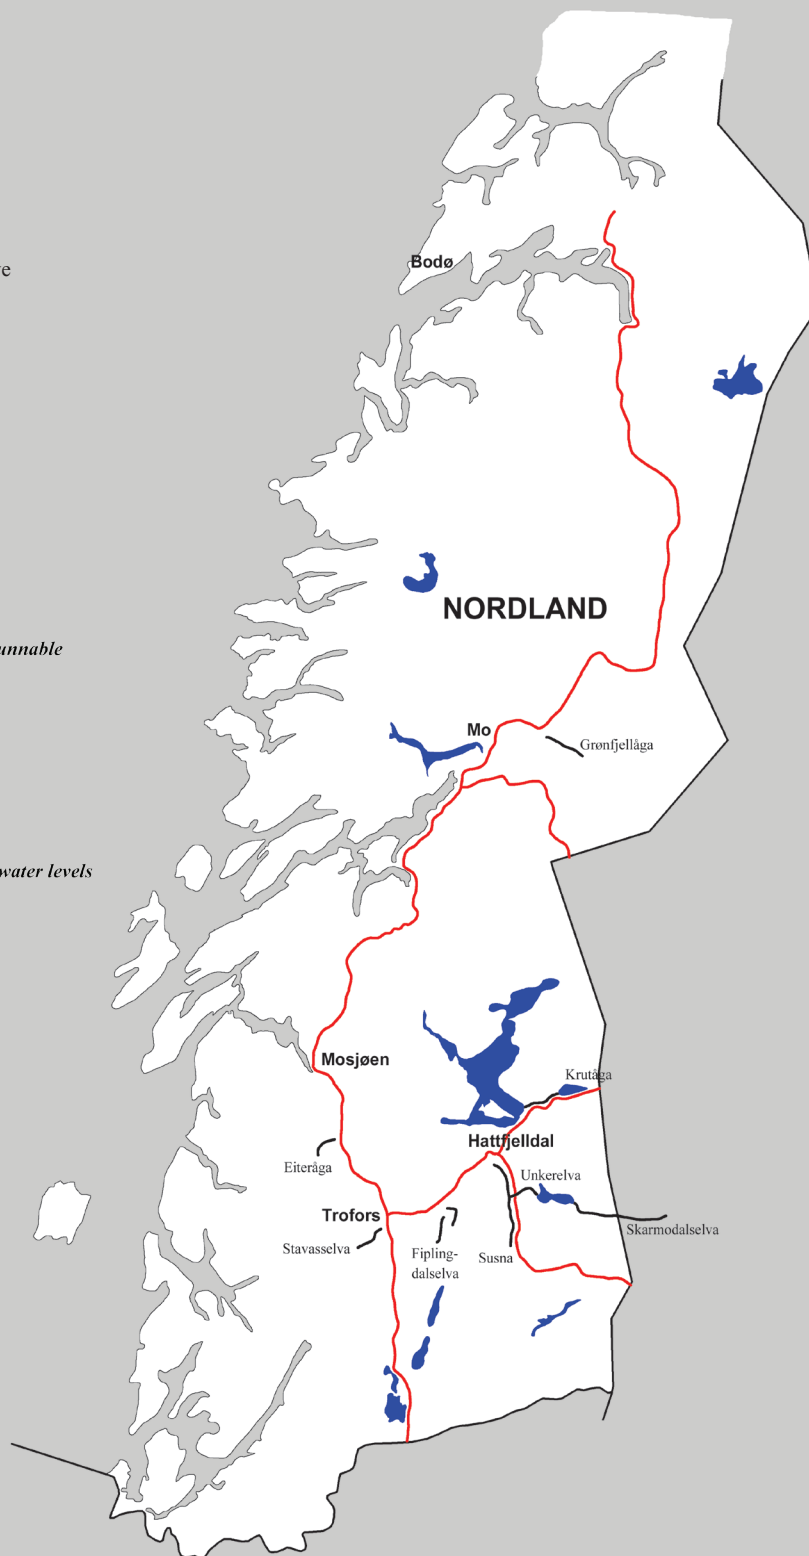 Bodø
e
NORDLAND
unnable
Mo
Grønfjellåga
water levels
Mosjøen
Krutåga
Hattfjelldal
Eiteråga
Unkerelva
Trofors
Skarmodalselva
Stavasselva
Fipling-
dalselva
Susna